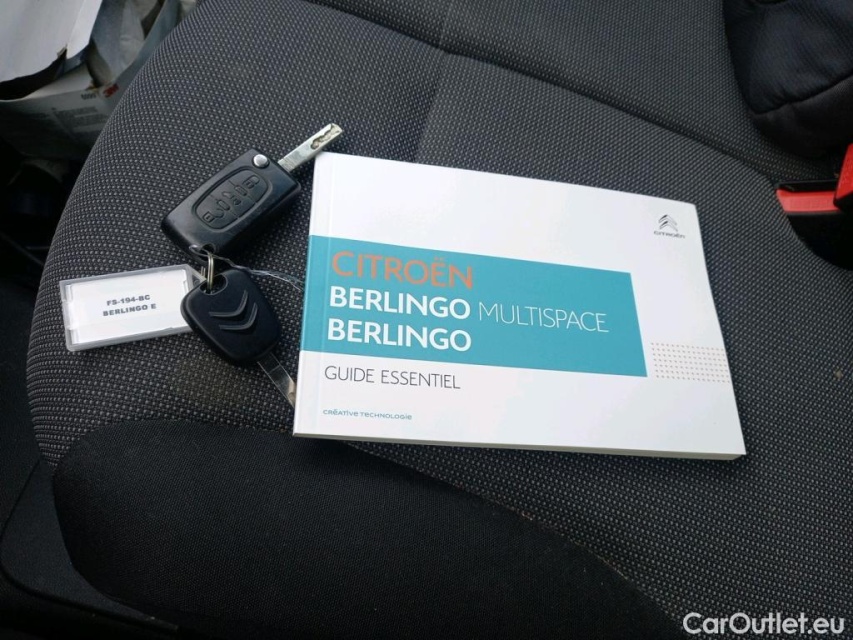 CITROËN
CITROËN
BERLINGO MULTISPACE
BERLINGO
GUIDE ESSENTIEL
CRÉATIVE TECHNOLOGIE
FS-194-BC
BERLINGO E
CarOutlet.eu